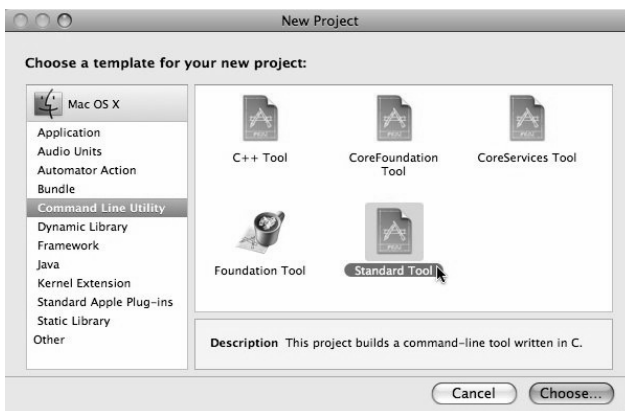 New Project
Choose a template for your new project:
Mac OS X
Application
Audio Units
Automator Action
Bundle
Command Line Utility
Dynamic Library
Framework
Java
Kernel Extension
Standard Apple Plug-ins
Static Library
Other
C++ Tool
CoreFoundation
Tool
CoreServices Tool
Foundation Tool
Standard Tool
Description This project builds a command-line tool written in C.
Cancel
Choose...